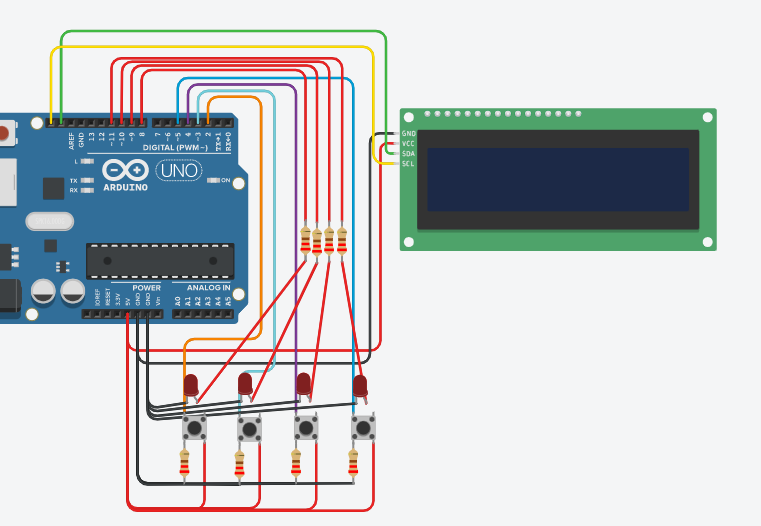 AREF
GND
13
12
~11
~10
~9
8
7
~6
~5
4
~3
2
TX→1
RX←0
DIGITAL (PWM~)
L
TX
RX
UNO
ARDUINO
ON
GND
VCC
SDA
SCL
POWER
ANALOG IN
IOREF
RESET
3.3V
5V
GND
GND
Vin
A0
A1
A2
A3
A4
A5